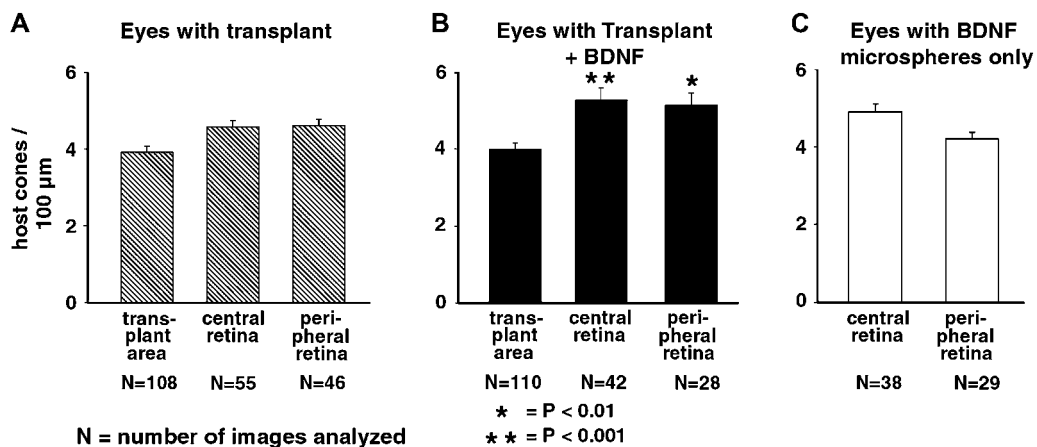 A
Eyes with transplant
host cones /
100 µm
6
4
2
0
trans-
plant
area
central
retina
peri-
pheral
retina
N=108
N=55
N=46
N = number of images analyzed
B
Eyes with Transplant
+ BDNF
6
4
2
0
**
*
trans-
plant
area
central
retina
peri-
pheral
retina
N=110
N=42
N=28
* = P < 0.01
** = P < 0.001
C
Eyes with BDNF
microspheres only
6
4
2
0
central
retina
peri-
pheral
retina
N=38
N=29